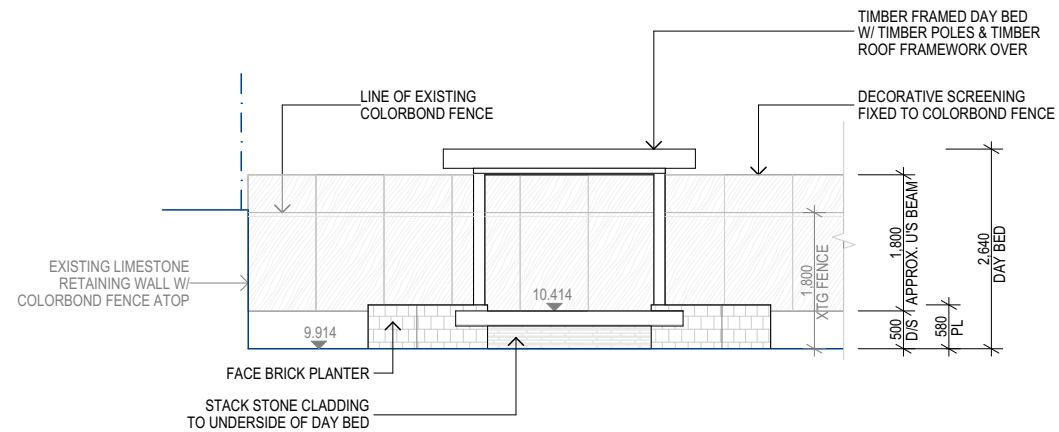 TIMBER FRAMED DAY BED
W/ TIMBER POLES & TIMBER
ROOF FRAMEWORK OVER
LINE OF EXISTING
COLORBOND FENCE
DECORATIVE SCREENING
FIXED TO COLORBOND FENCE
EXISTING LIMESTONE
RETAINING WALL W/
COLORBOND FENCE ATOP
10.414
9.914
1,800
XTG FENCE
1,800
APPROX. U'S BEAM
500
D/S
580
PL
2,640
DAY BED
FACE BRICK PLANTER
STACK STONE CLADDING
TO UNDERSIDE OF DAY BED